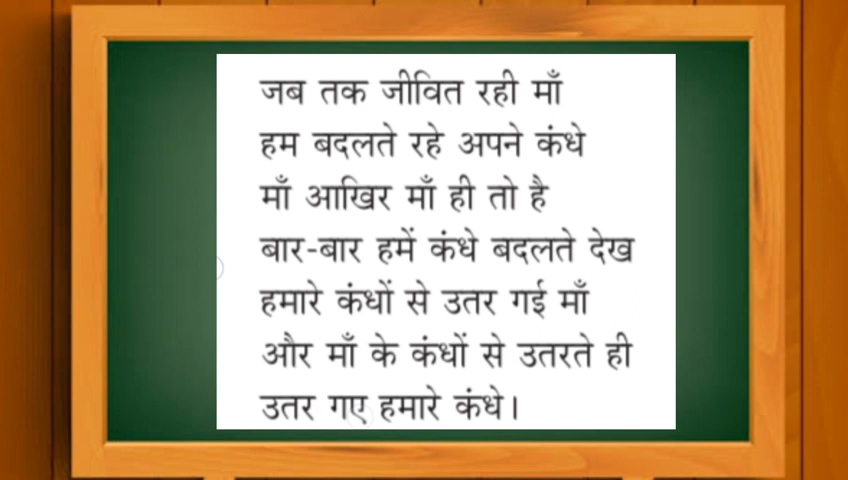 जब तक जीवित रही माँ
हम बदलते रहे अपने कंधे
माँ आखिर माँ ही तो है
बार-बार हमें कंधे बदलते देख
हमारे कंधों से उतर गई माँ
और माँ के कंधों से उतरते ही
उतर गए हमारे कंधे।